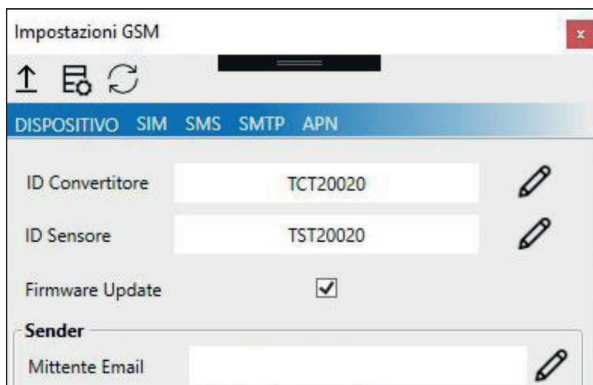 Impostazioni GSM
x
DISPOSITIVO SIM SMS SMTP APN
ID Convertitore TCT20020
ID Sensore TST20020
Firmware Update
Sender
Mittente Email